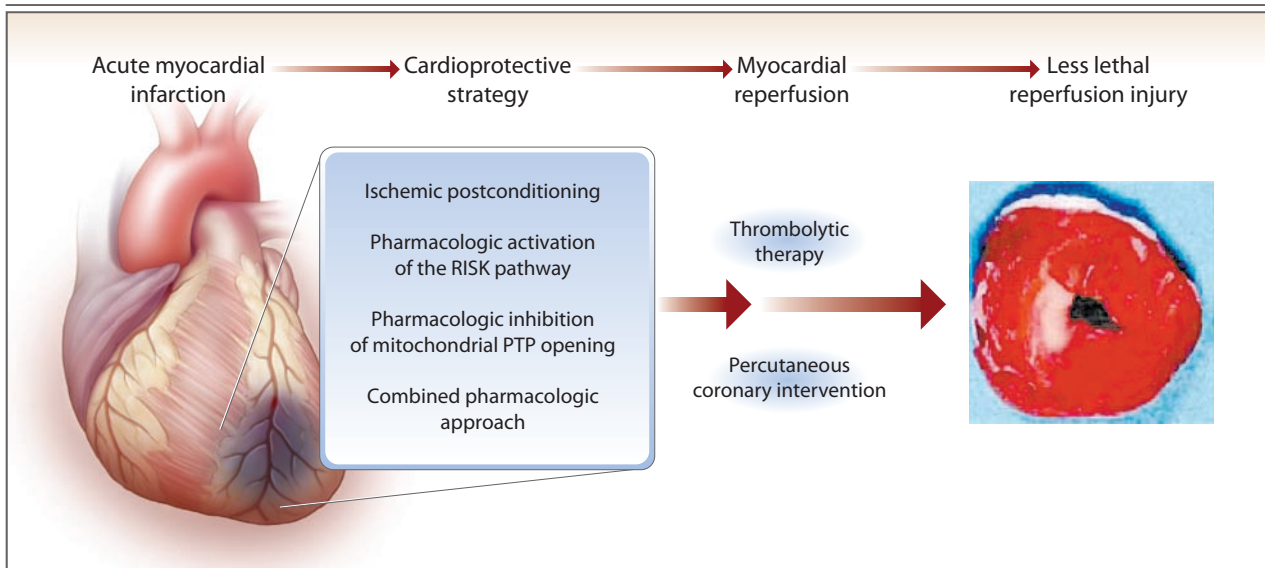 Acute myocardial
infarction
Cardioprotective
strategy
Myocardial
reperfusion
Less lethal
reperfusion injury
Ischemic postconditioning
Pharmacologic activation
of the RISK pathway
Pharmacologic inhibition
of mitochondrial PTP opening
Combined pharmacologic
approach
Thrombolytic
therapy
Percutaneous
coronary intervention